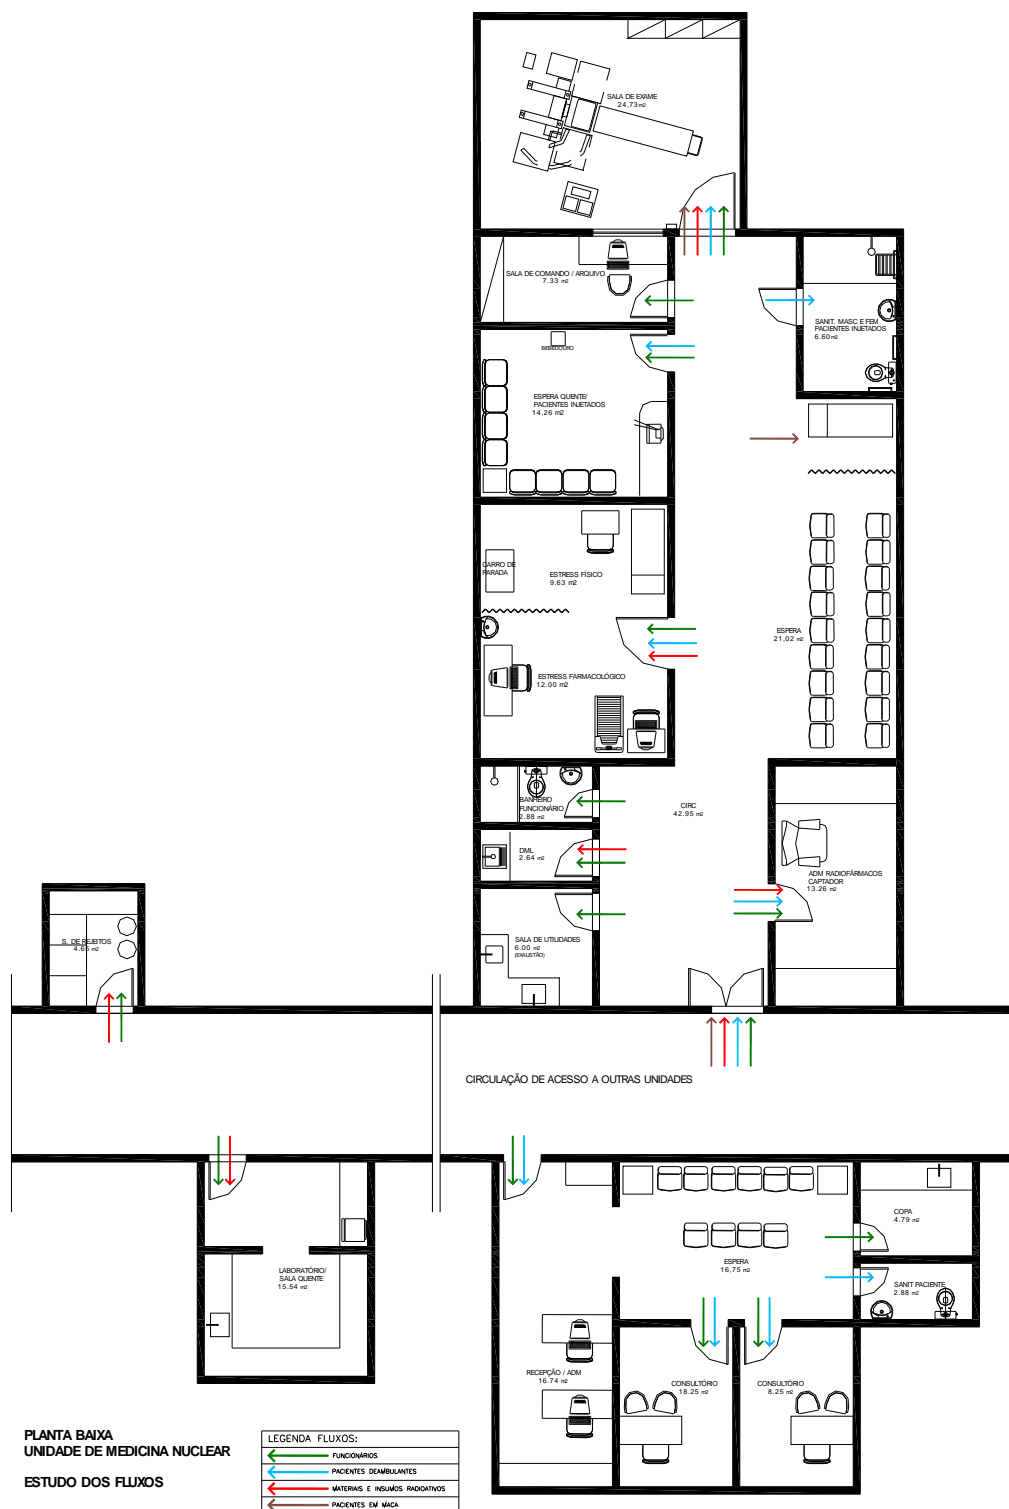 SALA DE EXAME
24,73m2
SALA DE COMANDO / ARQUIVO
7.33 m2
SANIT. MASC E FEM
PACIENTES INJETADOS
6.60m2
BEBEDOURO
ESPERA QUENTE/
PACIENTES INJETADOS
14,26 m2
CARRO DE
PARADA
ESTRESS FÍSICO
9.63 m2
ESPERA
21,02 m2
ESTRESS FARMACOLÓGICO
12.00 m2
BANHEIRO
FUNCIONÁRIO
2.88 m2
CIRC
42.95 m2
DML
2.64 m2
ADM RADIOFÁRMACOS
CAPTADOR
13.26 m2
S. DE REJEITOS
4.65 m2
SALA DE UTILIDADES
6.00 m2
(EXAUSTÃO)
CIRCULAÇÃO DE ACESSO A OUTRAS UNIDADES
COPA
4.79 m2
LABORATÓRIO/
SALA QUENTE
15.54 m2
ESPERA
16,75 m2
SANIT PACIENTE
2.88 m2
RECEPÇÃO / ADM
16.74 m2
CONSULTÓRIO
18.25 m2
CONSULTÓRIO
8.25 m2
PLANTA BAIXA
UNIDADE DE MEDICINA NUCLEAR
ESTUDO DOS FLUXOS
LEGENDA FLUXOS:
FUNCIONÁRIOS
PACIENTES DEAMBULANTES
MATERIAIS E INSUMOS RADIOATIVOS
PACIENTES EM MACA